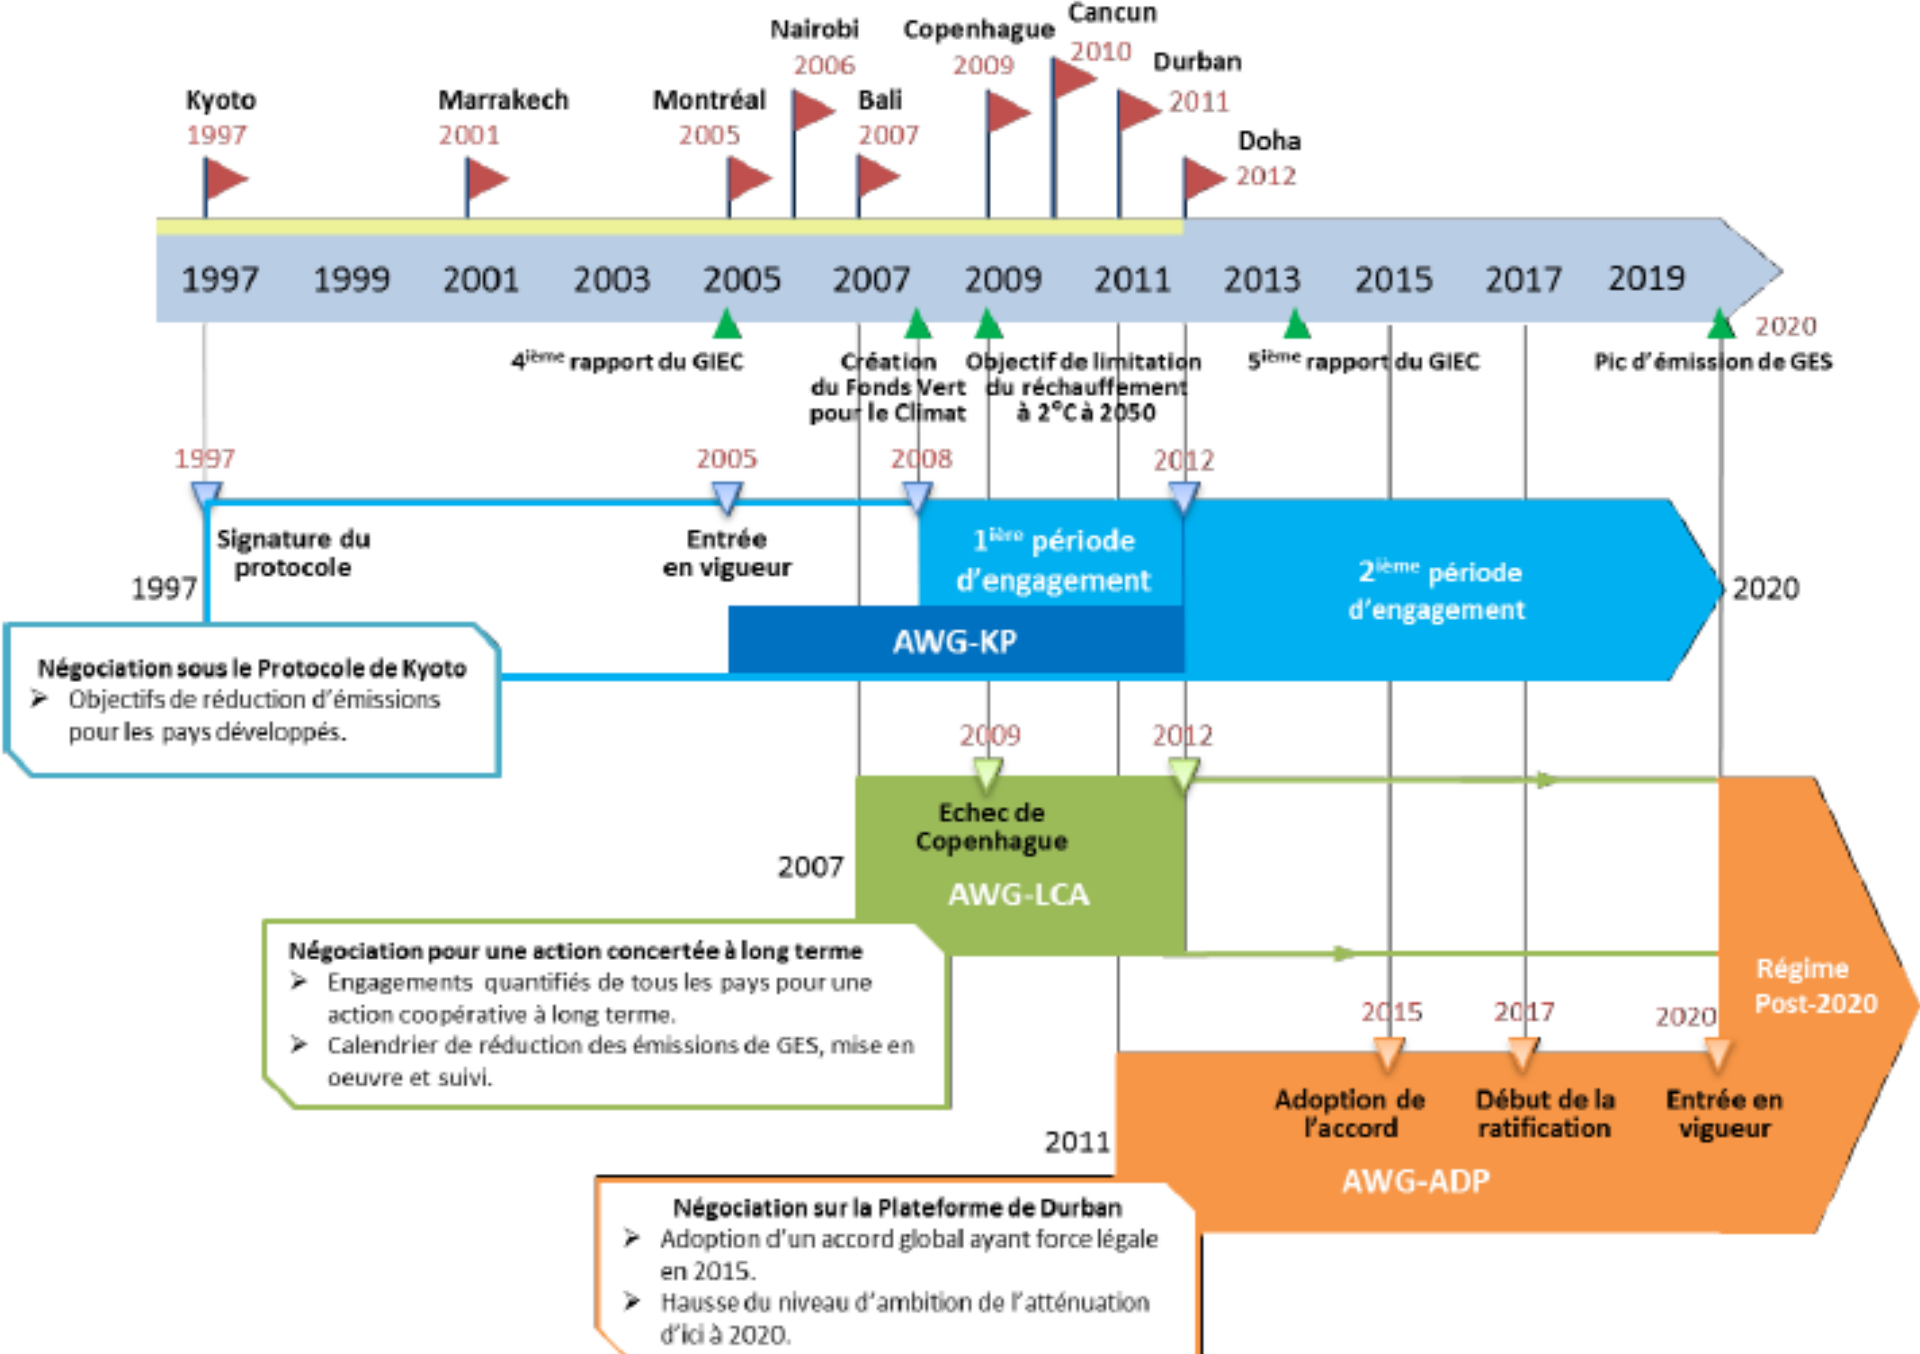 Cancun
Nairobi
Copenhague
2010
Durban
2006
2009
Kyoto
Marrakech
Montréal
Bali
2011
1997
2001
2005
2007
Doha
2012
1997 1999 2001 2003 2005 2007 2009 2011 2013 2015 2017 2019
2020
4ième rapport du GIEC
Création
du Fonds Vert
pour le Climat
Objectif de limitation
du réchauffement
à 2°C à 2050
5ième rapport du GIEC
Pic d'émission de GES
1997
2005
2008
2012
Signature du
protocole
Entrée
en vigueur
1ière période
d'engagement
2ième période
d'engagement
1997
2020
AWG-KP
Négociation sous le Protocole de Kyoto
➢ Objectifs de réduction d'émissions
pour les pays développés.
2009
2012
Echec de
Copenhague
2007
AWG-LCA
Négociation pour une action concertée à long terme
➢ Engagements quantifiés de tous les pays pour une
action coopérative à long terme.
➢ Calendrier de réduction des émissions de GES, mise en
oeuvre et suivi.
Régime
Post-2020
2015
2017
2020
Adoption de
l'accord
Début de la
ratification
Entrée en
vigueur
2011
AWG-ADP
Négociation sur la Plateforme de Durban
➢ Adoption d'un accord global ayant force légale
en 2015.
➢ Hausse du niveau d'ambition de l'atténuation
d'ici à 2020.